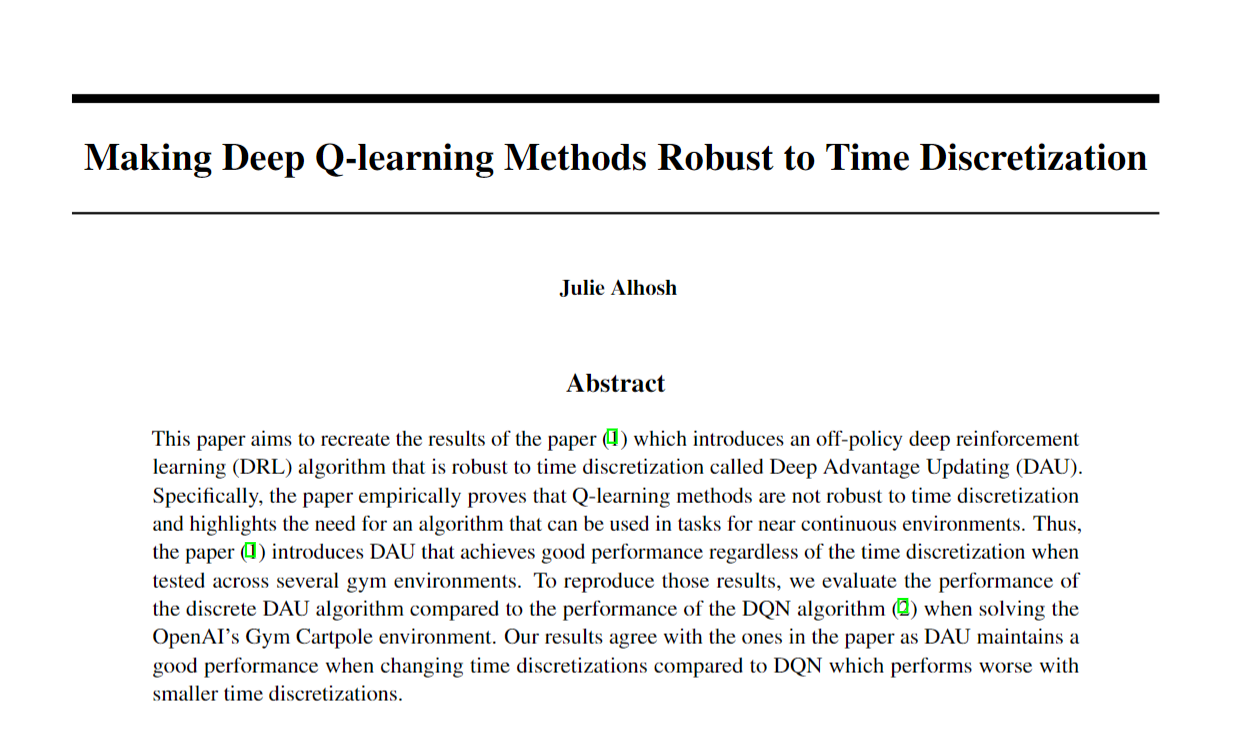 Making Deep Q-learning Methods Robust to Time Discretization
Julie Alhosh
Abstract
This paper aims to recreate the results of the paper (1) which introduces an off-policy deep reinforcement
learning (DRL) algorithm that is robust to time discretization called Deep Advantage Updating (DAU).
Specifically, the paper empirically proves that Q-learning methods are not robust to time discretization
and highlights the need for an algorithm that can be used in tasks for near continuous environments. Thus,
the paper (1) introduces DAU that achieves good performance regardless of the time discretization when
tested across several gym environments. To reproduce those results, we evaluate the performance of
the discrete DAU algorithm compared to the performance of the DQN algorithm (2) when solving the
OpenAI's Gym Cartpole environment. Our results agree with the ones in the paper as DAU maintains a
good performance when changing time discretizations compared to DQN which performs worse with
smaller time discretizations.